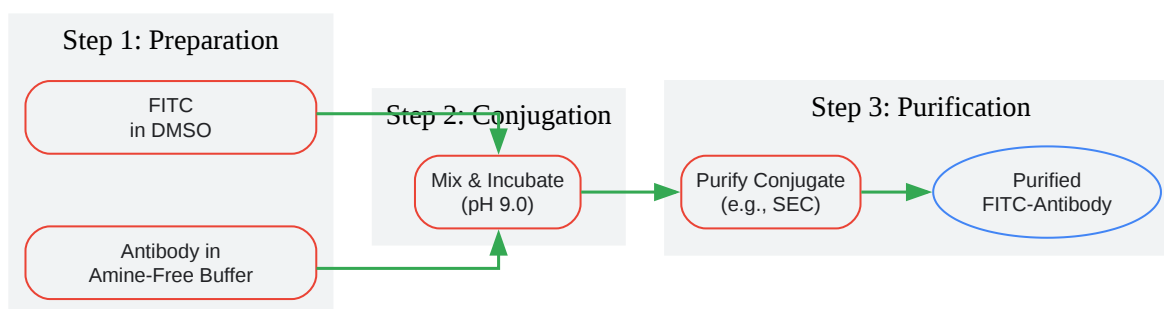 Step 1: Preparation
FITC
in DMSO
Antibody in
Amine-Free Buffer
Step 2: Conjugation
Mix & Incubate
(pH 9.0)
Step 3: Purification
Purify Conjugate
(e.g., SEC)
Purified
FITC-Antibody